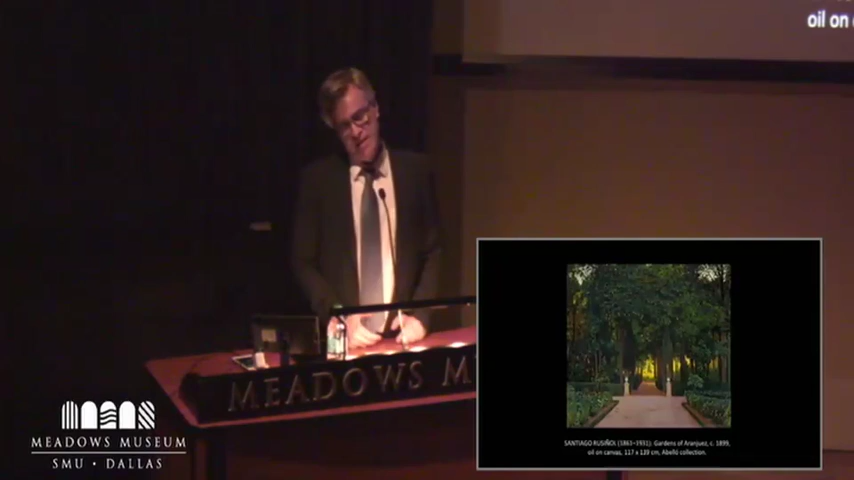 oil on
MEADOWS M
MEADOWS MUSEUM
SMU • DALLAS
SANTIAGO RUSIÑOL (1861–1931). Gardens of Aranjuez, c. 1899,
oil on canvas, 117 x 119 cm, Abelló collection.